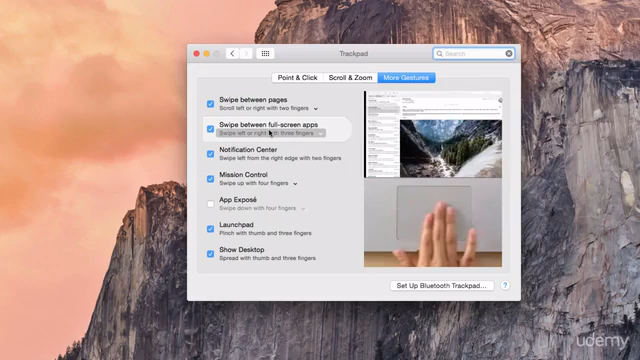 Trackpad
Search
Point & Click
Scroll & Zoom
More Gestures
Swipe between pages
Scroll left or right with two fingers
Swipe between full-screen apps
Swipe left or right with three fingers
Notification Center
Swipe left from the right edge with two fingers
Mission Control
Swipe up with four fingers
App Exposé
Swipe down with four fingers
Launchpad
Pinch with thumb and three fingers
Show Desktop
Spread with thumb and three fingers
Set Up Bluetooth Trackpad...
?
udemy